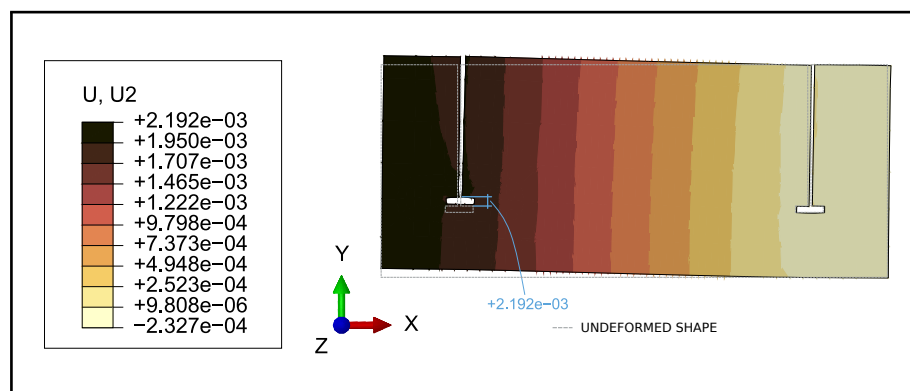 U, U2
+2.192e−03
+1.950e−03
+1.707e−03
+1.465e−03
+1.222e−03
+9.798e−04
+7.373e−04
+4.948e−04
+2.523e−04
+9.808e−06
−2.327e−04
Y
X
Z
+2.192e−03
UNDEFORMED SHAPE